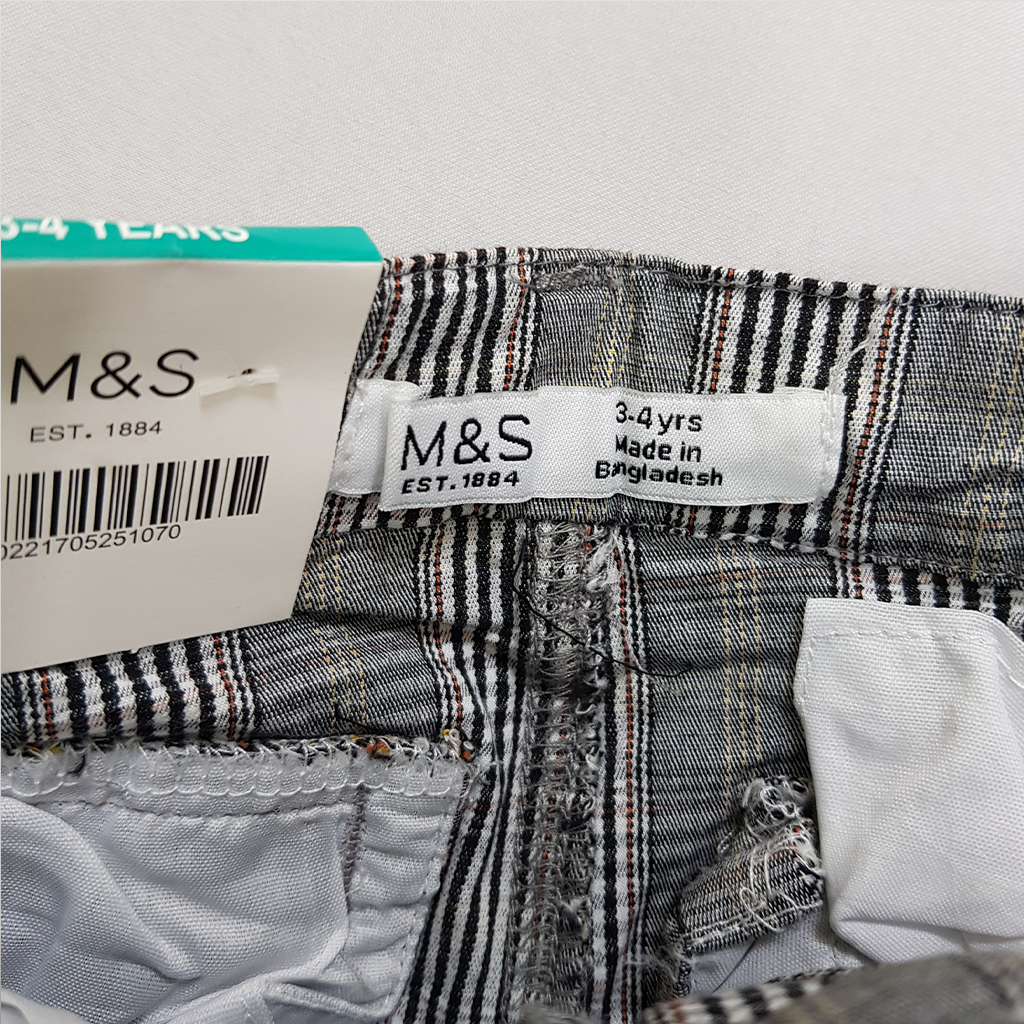 3-4 YEARS
M&S
EST. 1884
0221705251070
M&S
EST. 1884
3-4 yrs
Made in
Bangladesh